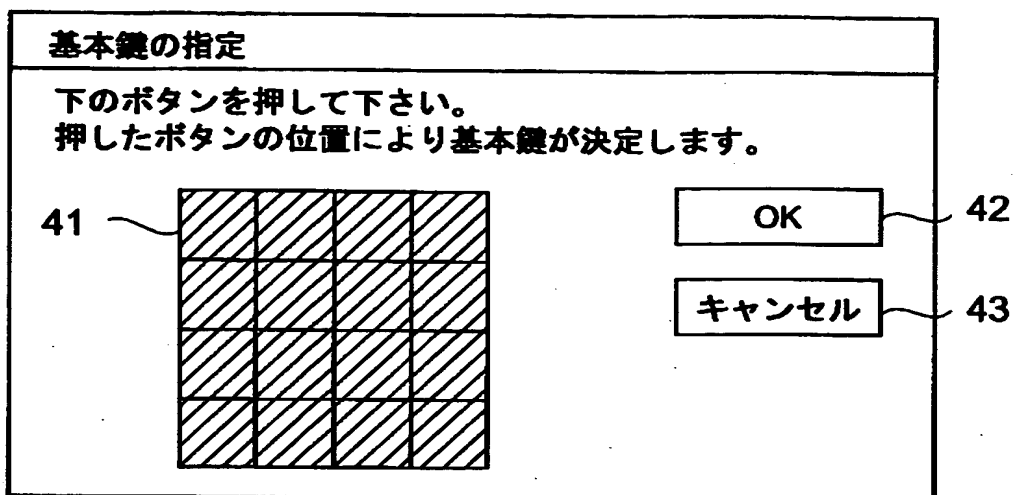 基本鍵の指定
下のボタンを押して下さい。
押したボタンの位置により基本鍵が決定します。
41
OK
42
キャンセル
43